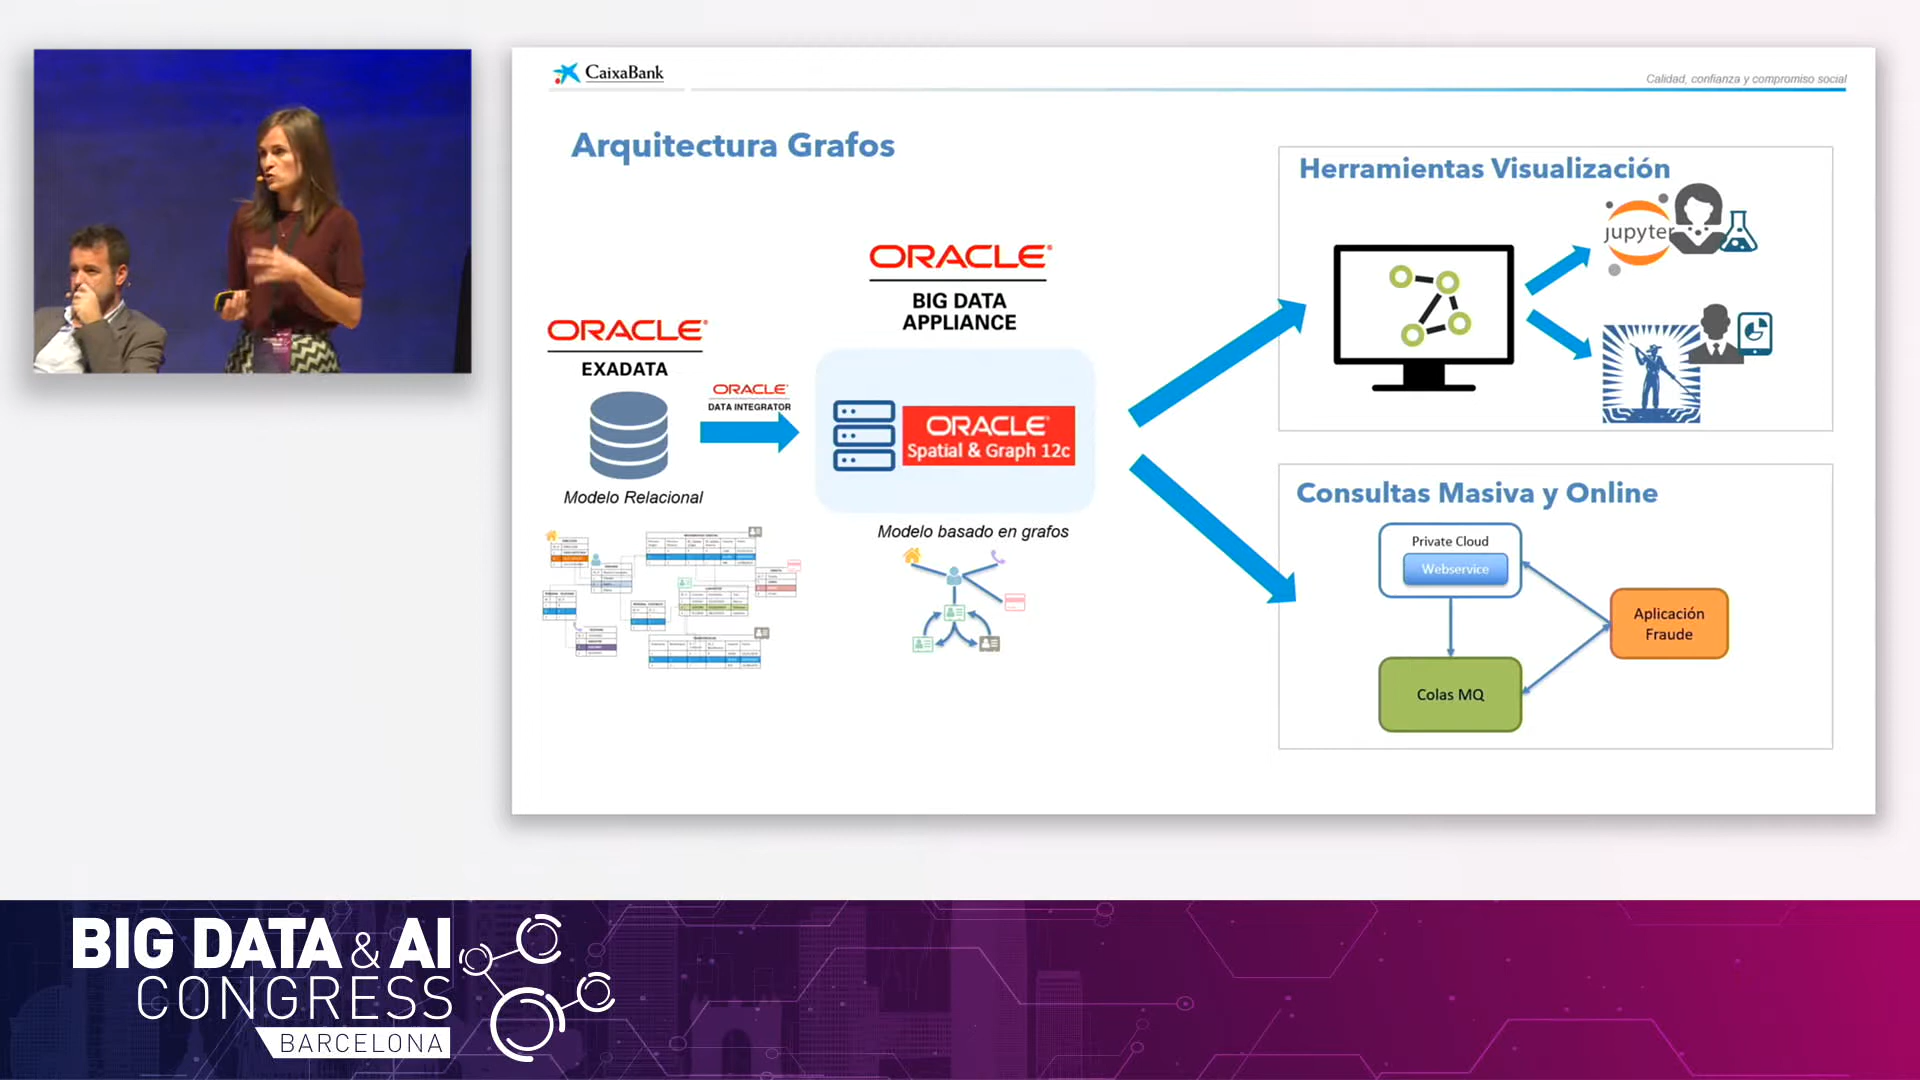 CaixaBank
Calidad, confianza y compromiso social
Arquitectura Grafos
ORACLE®
EXADATA
Modelo Relacional
ORACLE®
DATA INTEGRATOR
ORACLE®
BIG DATA
APPLIANCE
ORACLE®
Spatial & Graph 12c
Modelo basado en grafos
Herramientas Visualización
jupyter
Consultas Masiva y Online
Private Cloud
Webservice
Aplicación
Fraude
Colas MQ
BIG DATA & AI
CONGRESS
BARCELONA